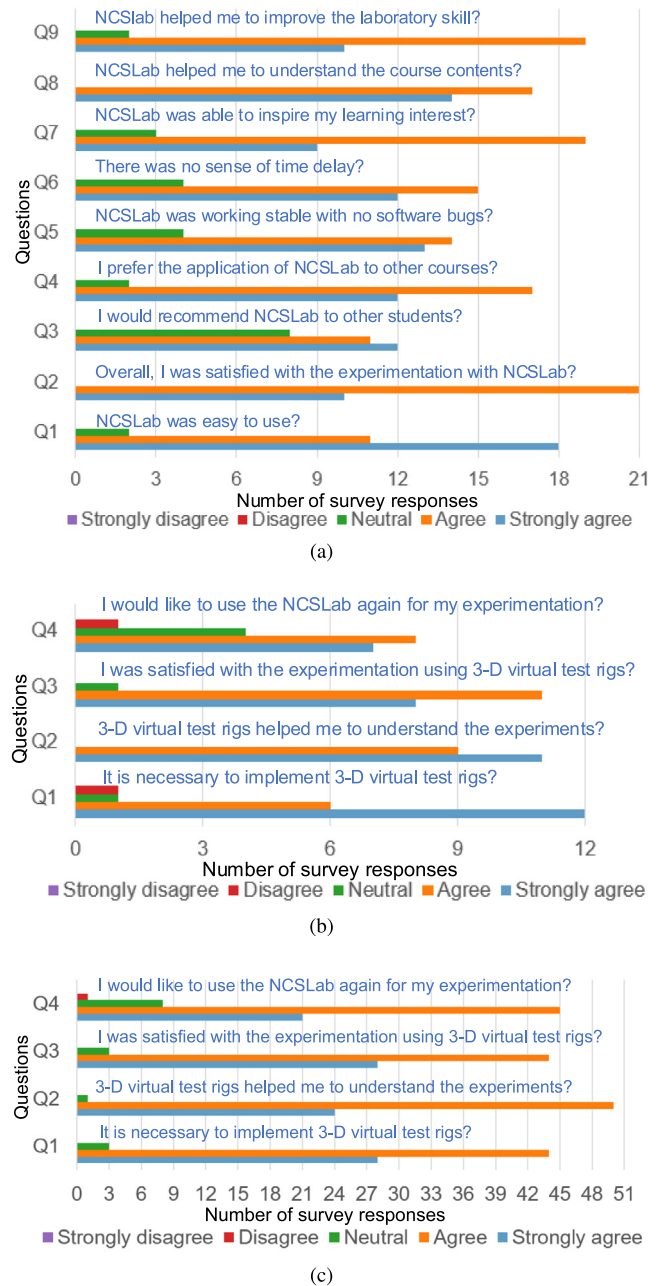 Q9 NCSlab helped me to improve the laboratory skill?
Q8 NCSLab helped me to understand the course contents?
Q7 NCSLab was able to inspire my learning interest?
Q6 There was no sense of time delay?
Q5 NCSLab was working stable with no software bugs?
Q4 I prefer the application of NCSLab to other courses?
Q3 I would recommend NCSLab to other students?
Q2 Overall, I was satisfied with the experimentation with NCSLab?
Q1 NCSLab was easy to use?
Questions
0 3 6 9 12 15 18 21
Number of survey responses
Strongly disagree Disagree Neutral Agree Strongly agree
(a)
Q4 I would like to use the NCSLab again for my experimentation?
Q3 I was satisfied with the experimentation using 3-D virtual test rigs?
Q2 3-D virtual test rigs helped me to understand the experiments?
Q1 It is necessary to implement 3-D virtual test rigs?
Questions
0 3 6 9 12
Number of survey responses
Strongly disagree Disagree Neutral Agree Strongly agree
(b)
Q4 I would like to use the NCSLab again for my experimentation?
Q3 I was satisfied with the experimentation using 3-D virtual test rigs?
Q2 3-D virtual test rigs helped me to understand the experiments?
Q1 It is necessary to implement 3-D virtual test rigs?
Questions
0 3 6 9 12 15 18 21 24 27 30 33 36 39 42 45 48 51
Number of survey responses
Strongly disagree Disagree Neutral Agree Strongly agree
(c)